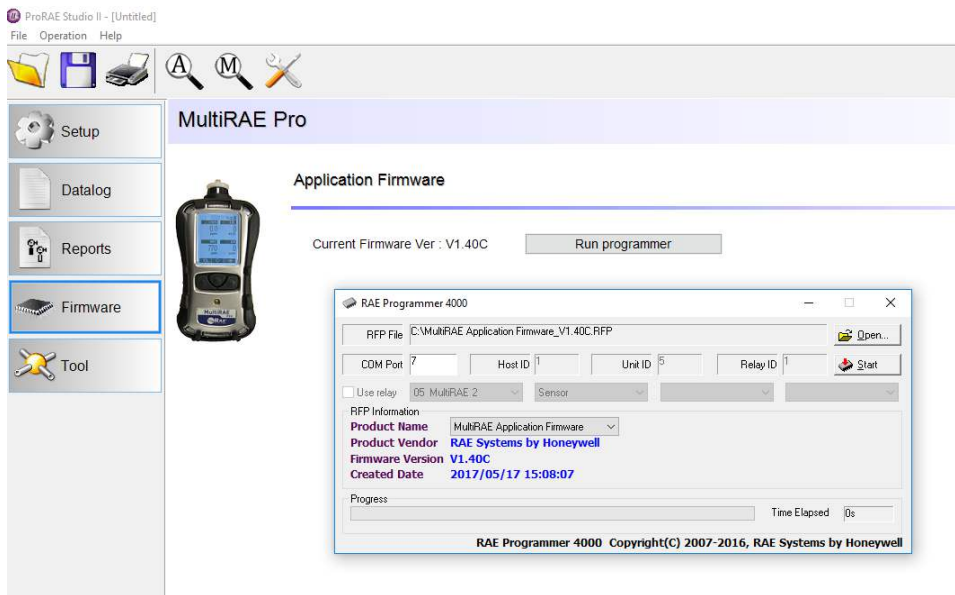 ProRAE Studio II - [Untitled]
File Operation Help
A M
Setup
MultiRAE Pro
Datalog
Application Firmware
Reports
Current Firmware Ver : V1.40C Run programmer
Firmware
Tool
MultiRAE
RAE Programmer 4000
RFP File C:\MultiRAE Application Firmware_V1.40C.RFP Open...
COM Port 7 Host ID 1 Unit ID 5 Relay ID 1 Start
Use relay 05 MultiRAE 2 Sensor
RFP Information
Product Name MultiRAE Application Firmware
Product Vendor RAE Systems by Honeywell
Firmware Version V1.40C
Created Date 2017/05/17 15:08:07
Progress
Time Elapsed 0s
RAE Programmer 4000 Copyright(C) 2007-2016, RAE Systems by Honeywell